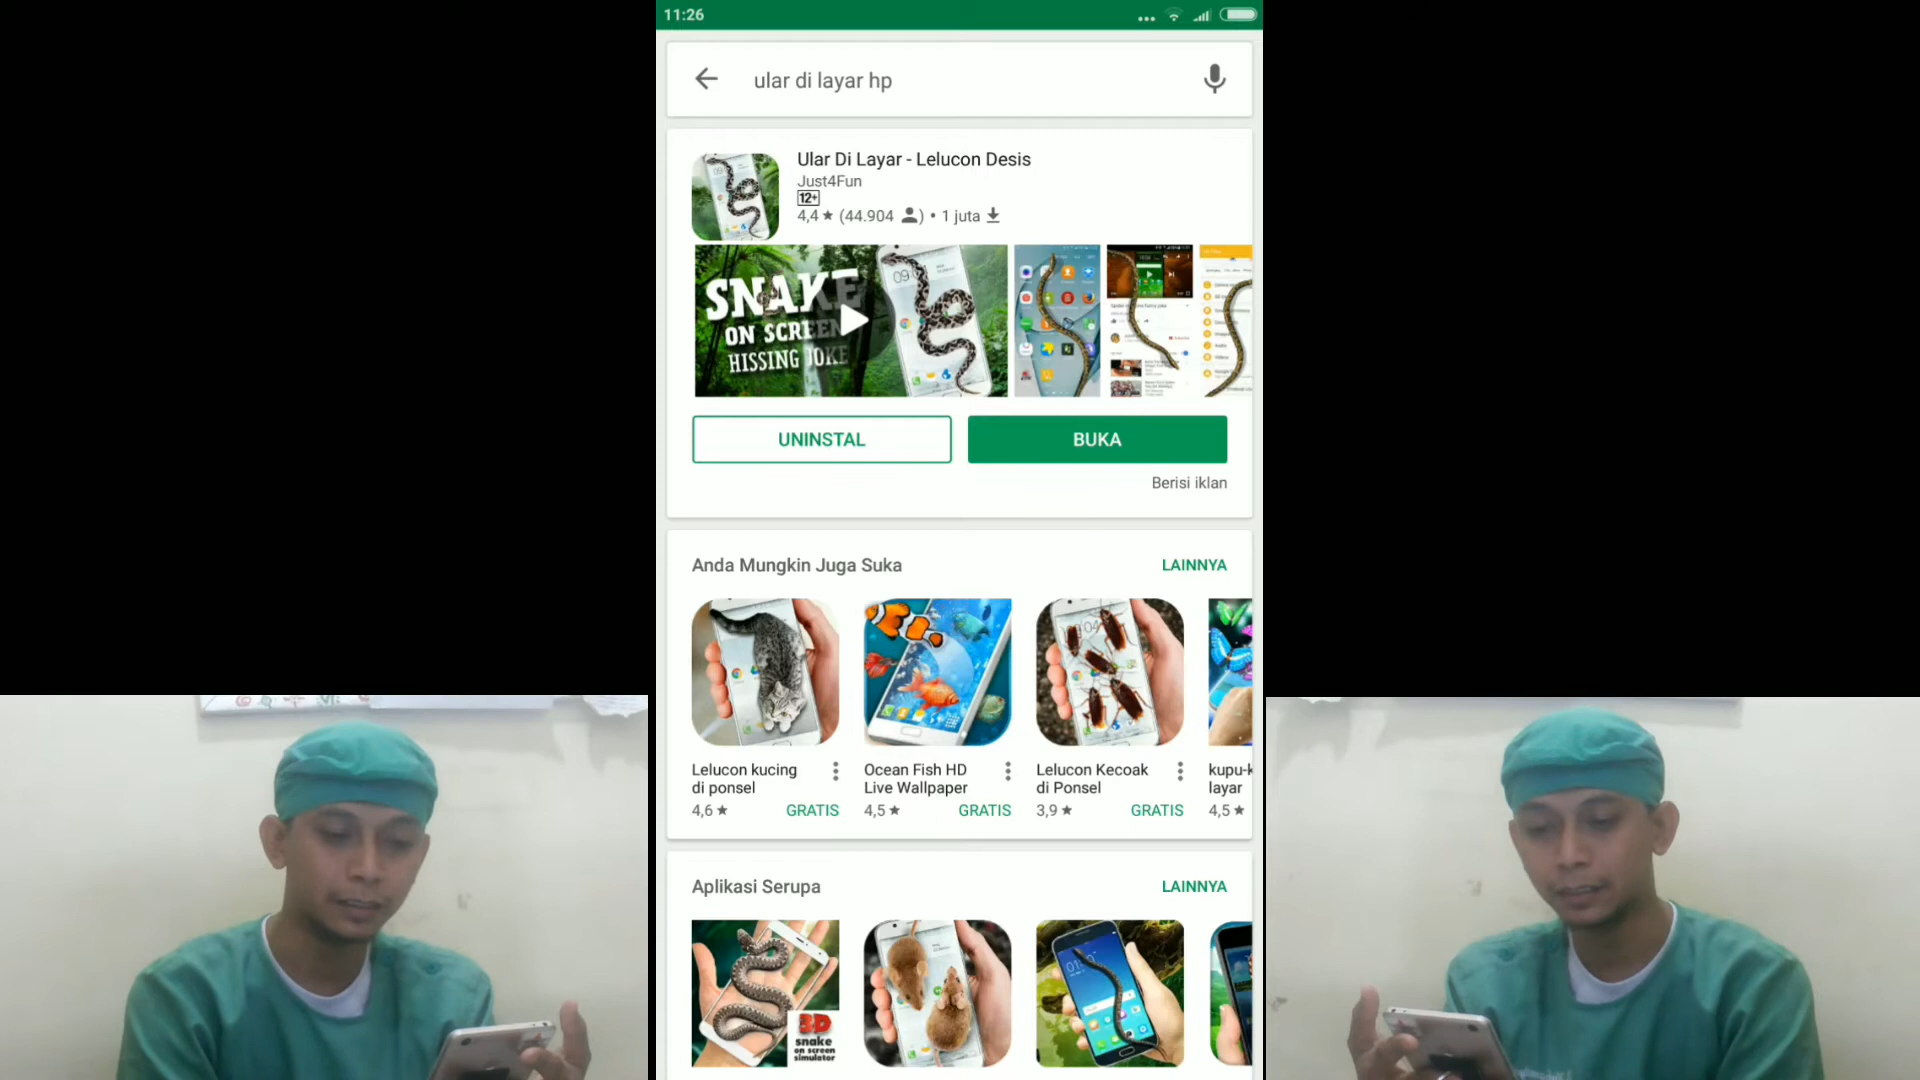 11:26
ular di layar hp
Ular Di Layar - Lelucon Desis
Just4Fun
12+
4,4 ★ (44.904 ) • 1 juta
SNAKE
ON SCREEN
HISSING JOKE
UNINSTAL
BUKA
Berisi iklan
Anda Mungkin Juga Suka
LAINNYA
Lelucon kucing
di ponsel
4,6 ★
GRATIS
Ocean Fish HD
Live Wallpaper
4,5 ★
GRATIS
Lelucon Kecoak
di Ponsel
3,9 ★
GRATIS
layar
4,5 ★
Aplikasi Serupa
LAINNYA
3D
snake
on screen
simulator